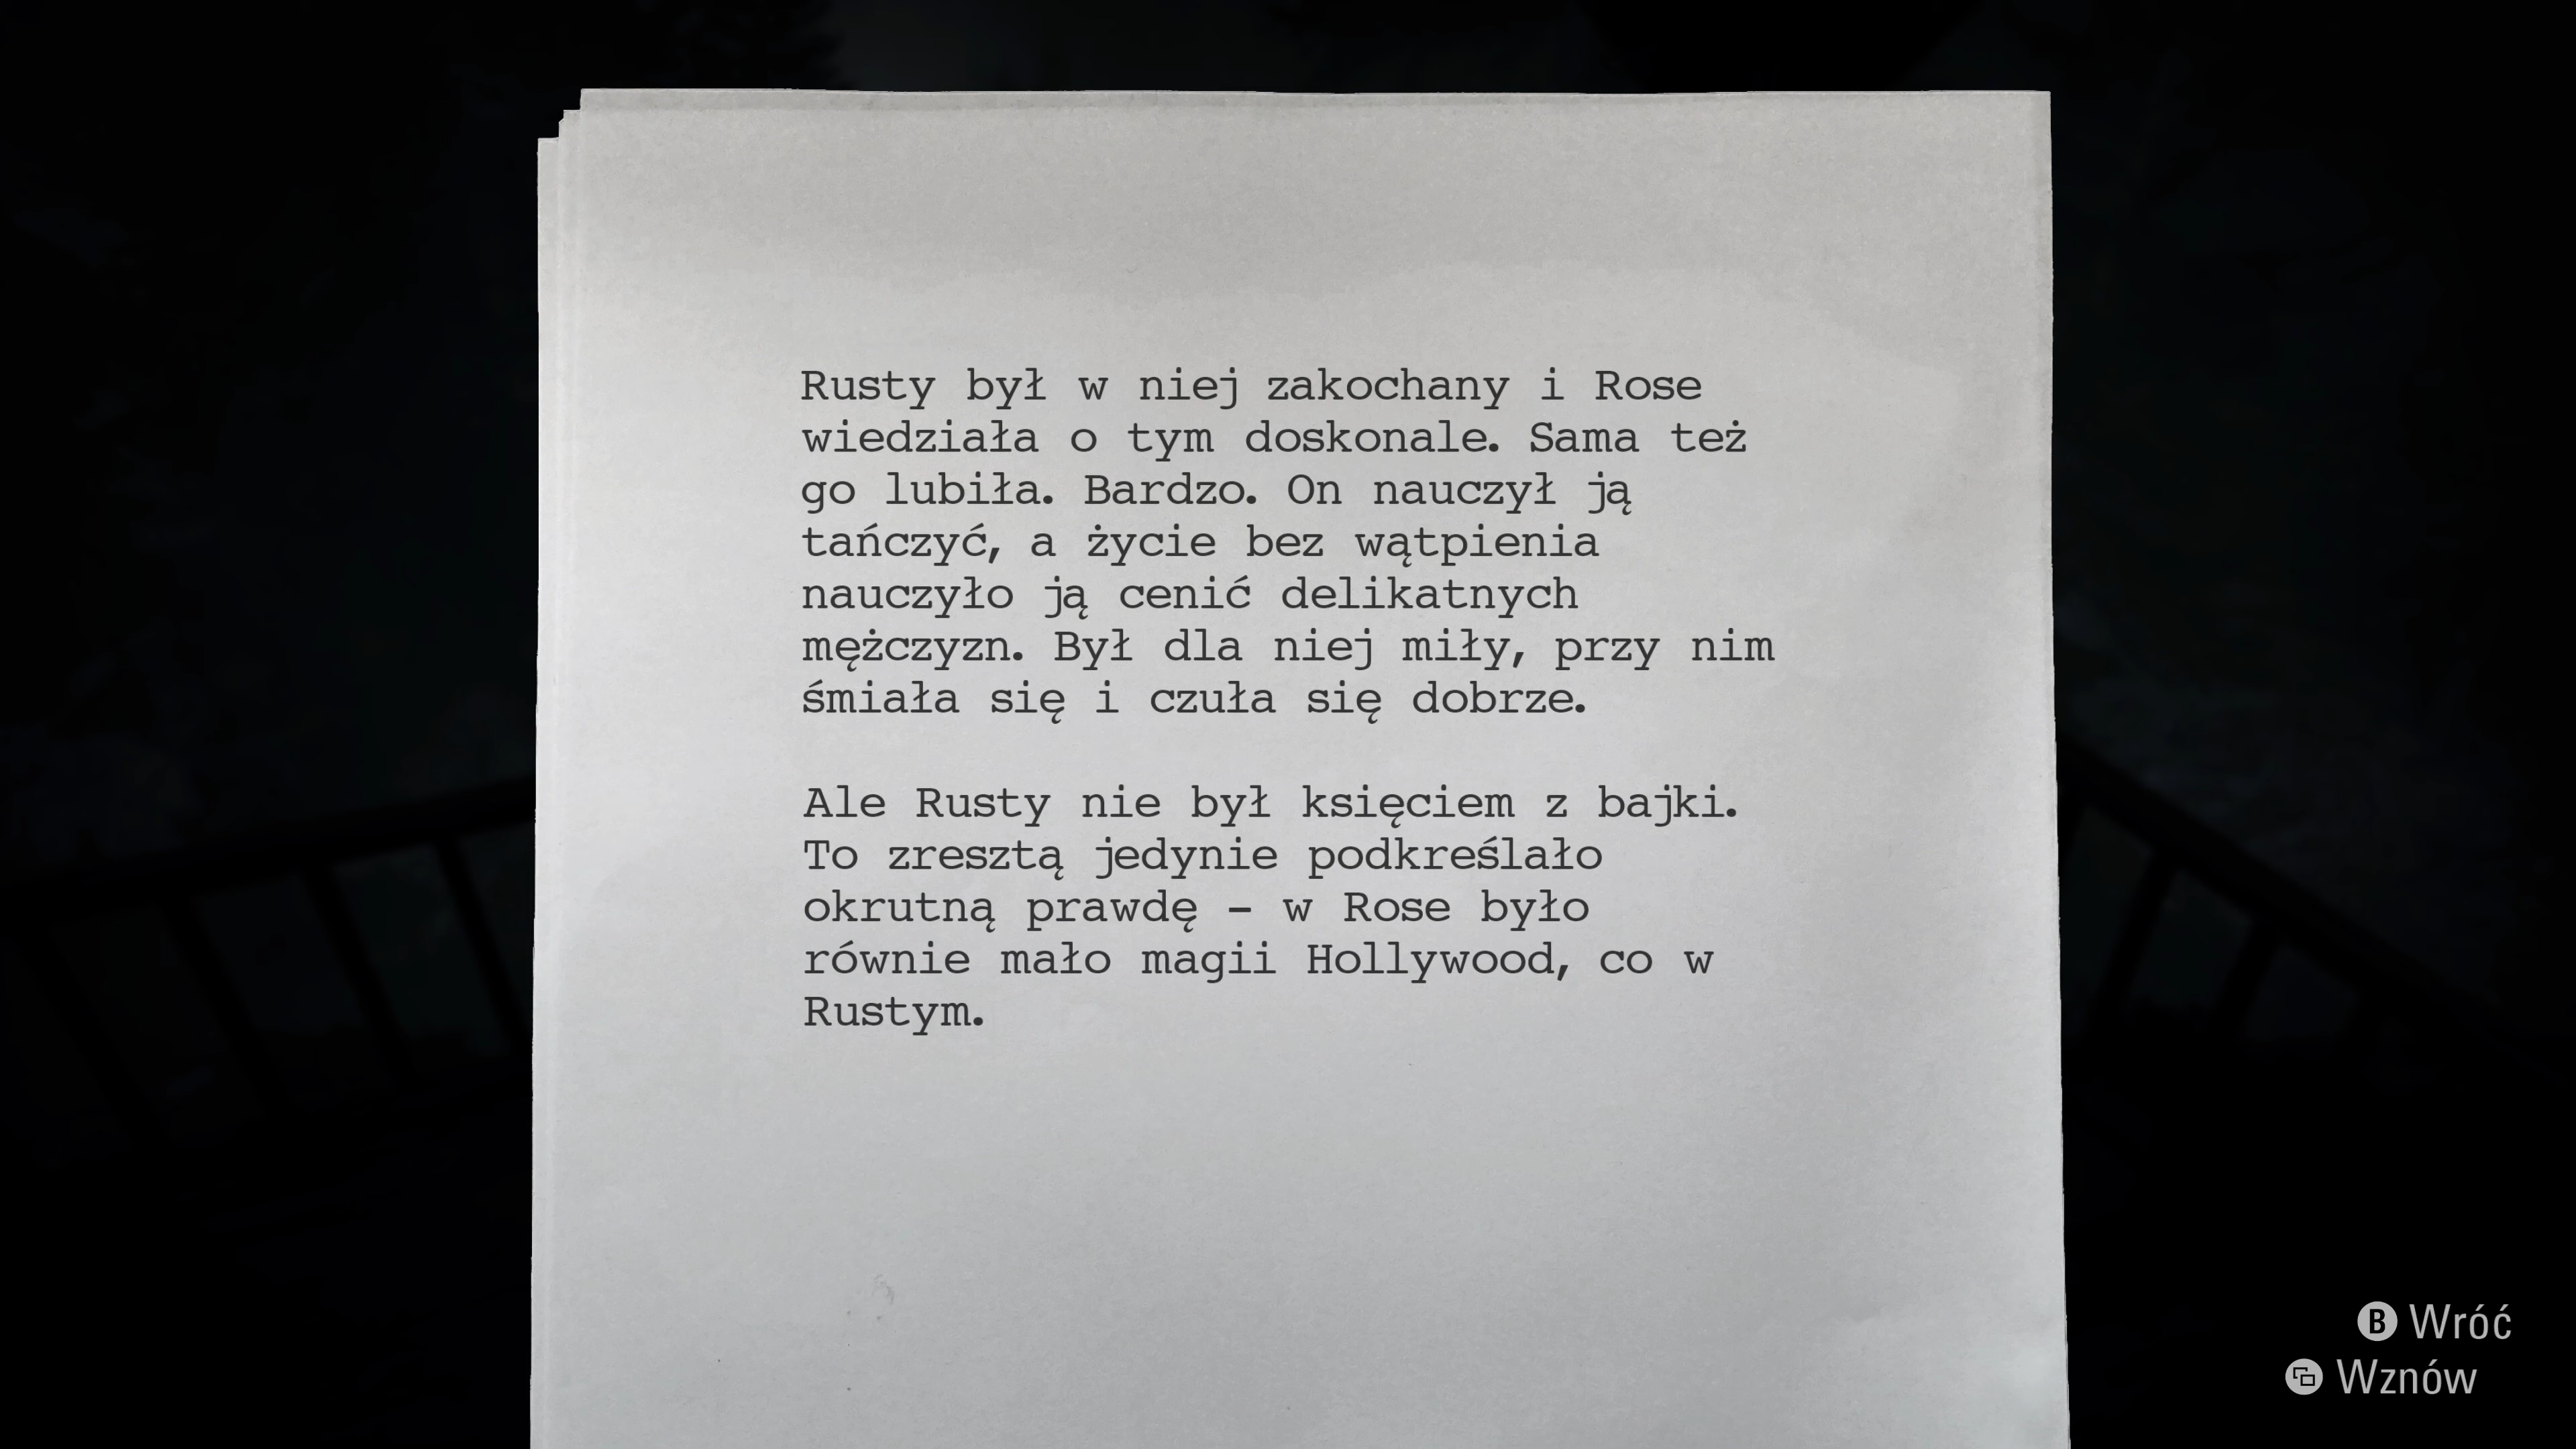 Rusty był w niej zakochany i Rose
wiedziała o tym doskonale. Sama też
go lubiła. Bardzo. On nauczył ją
tańczyć, a życie bez wątpienia
nauczyło ją cenić delikatnych
mężczyzn. Był dla niej miły, przy nim
śmiała się i czuła się dobrze.
Ale Rusty nie był księciem z bajki.
To zresztą jedynie podkreślało
okrutną prawdę – w Rose było
równie mało magii Hollywood, co w
Rustym.
B Wróć
Wznów